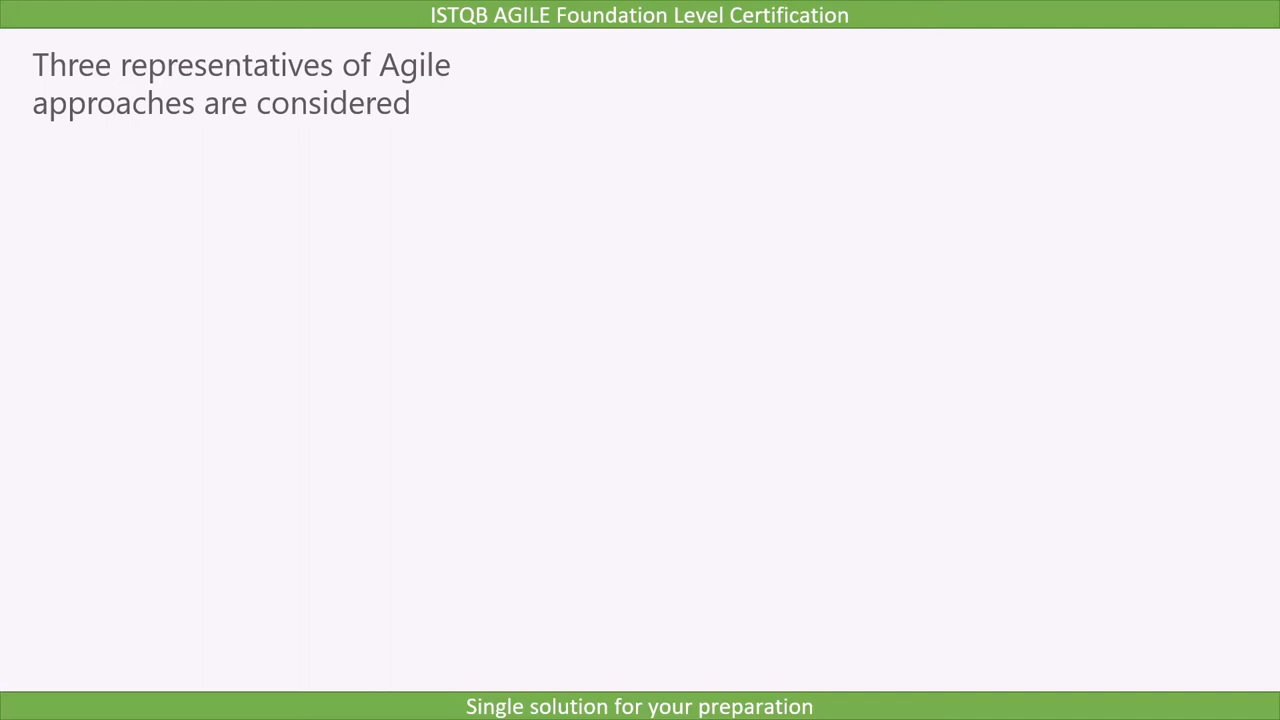 ISTQB AGILE Foundation Level Certification
Three representatives of Agile
approaches are considered
Single solution for your preparation